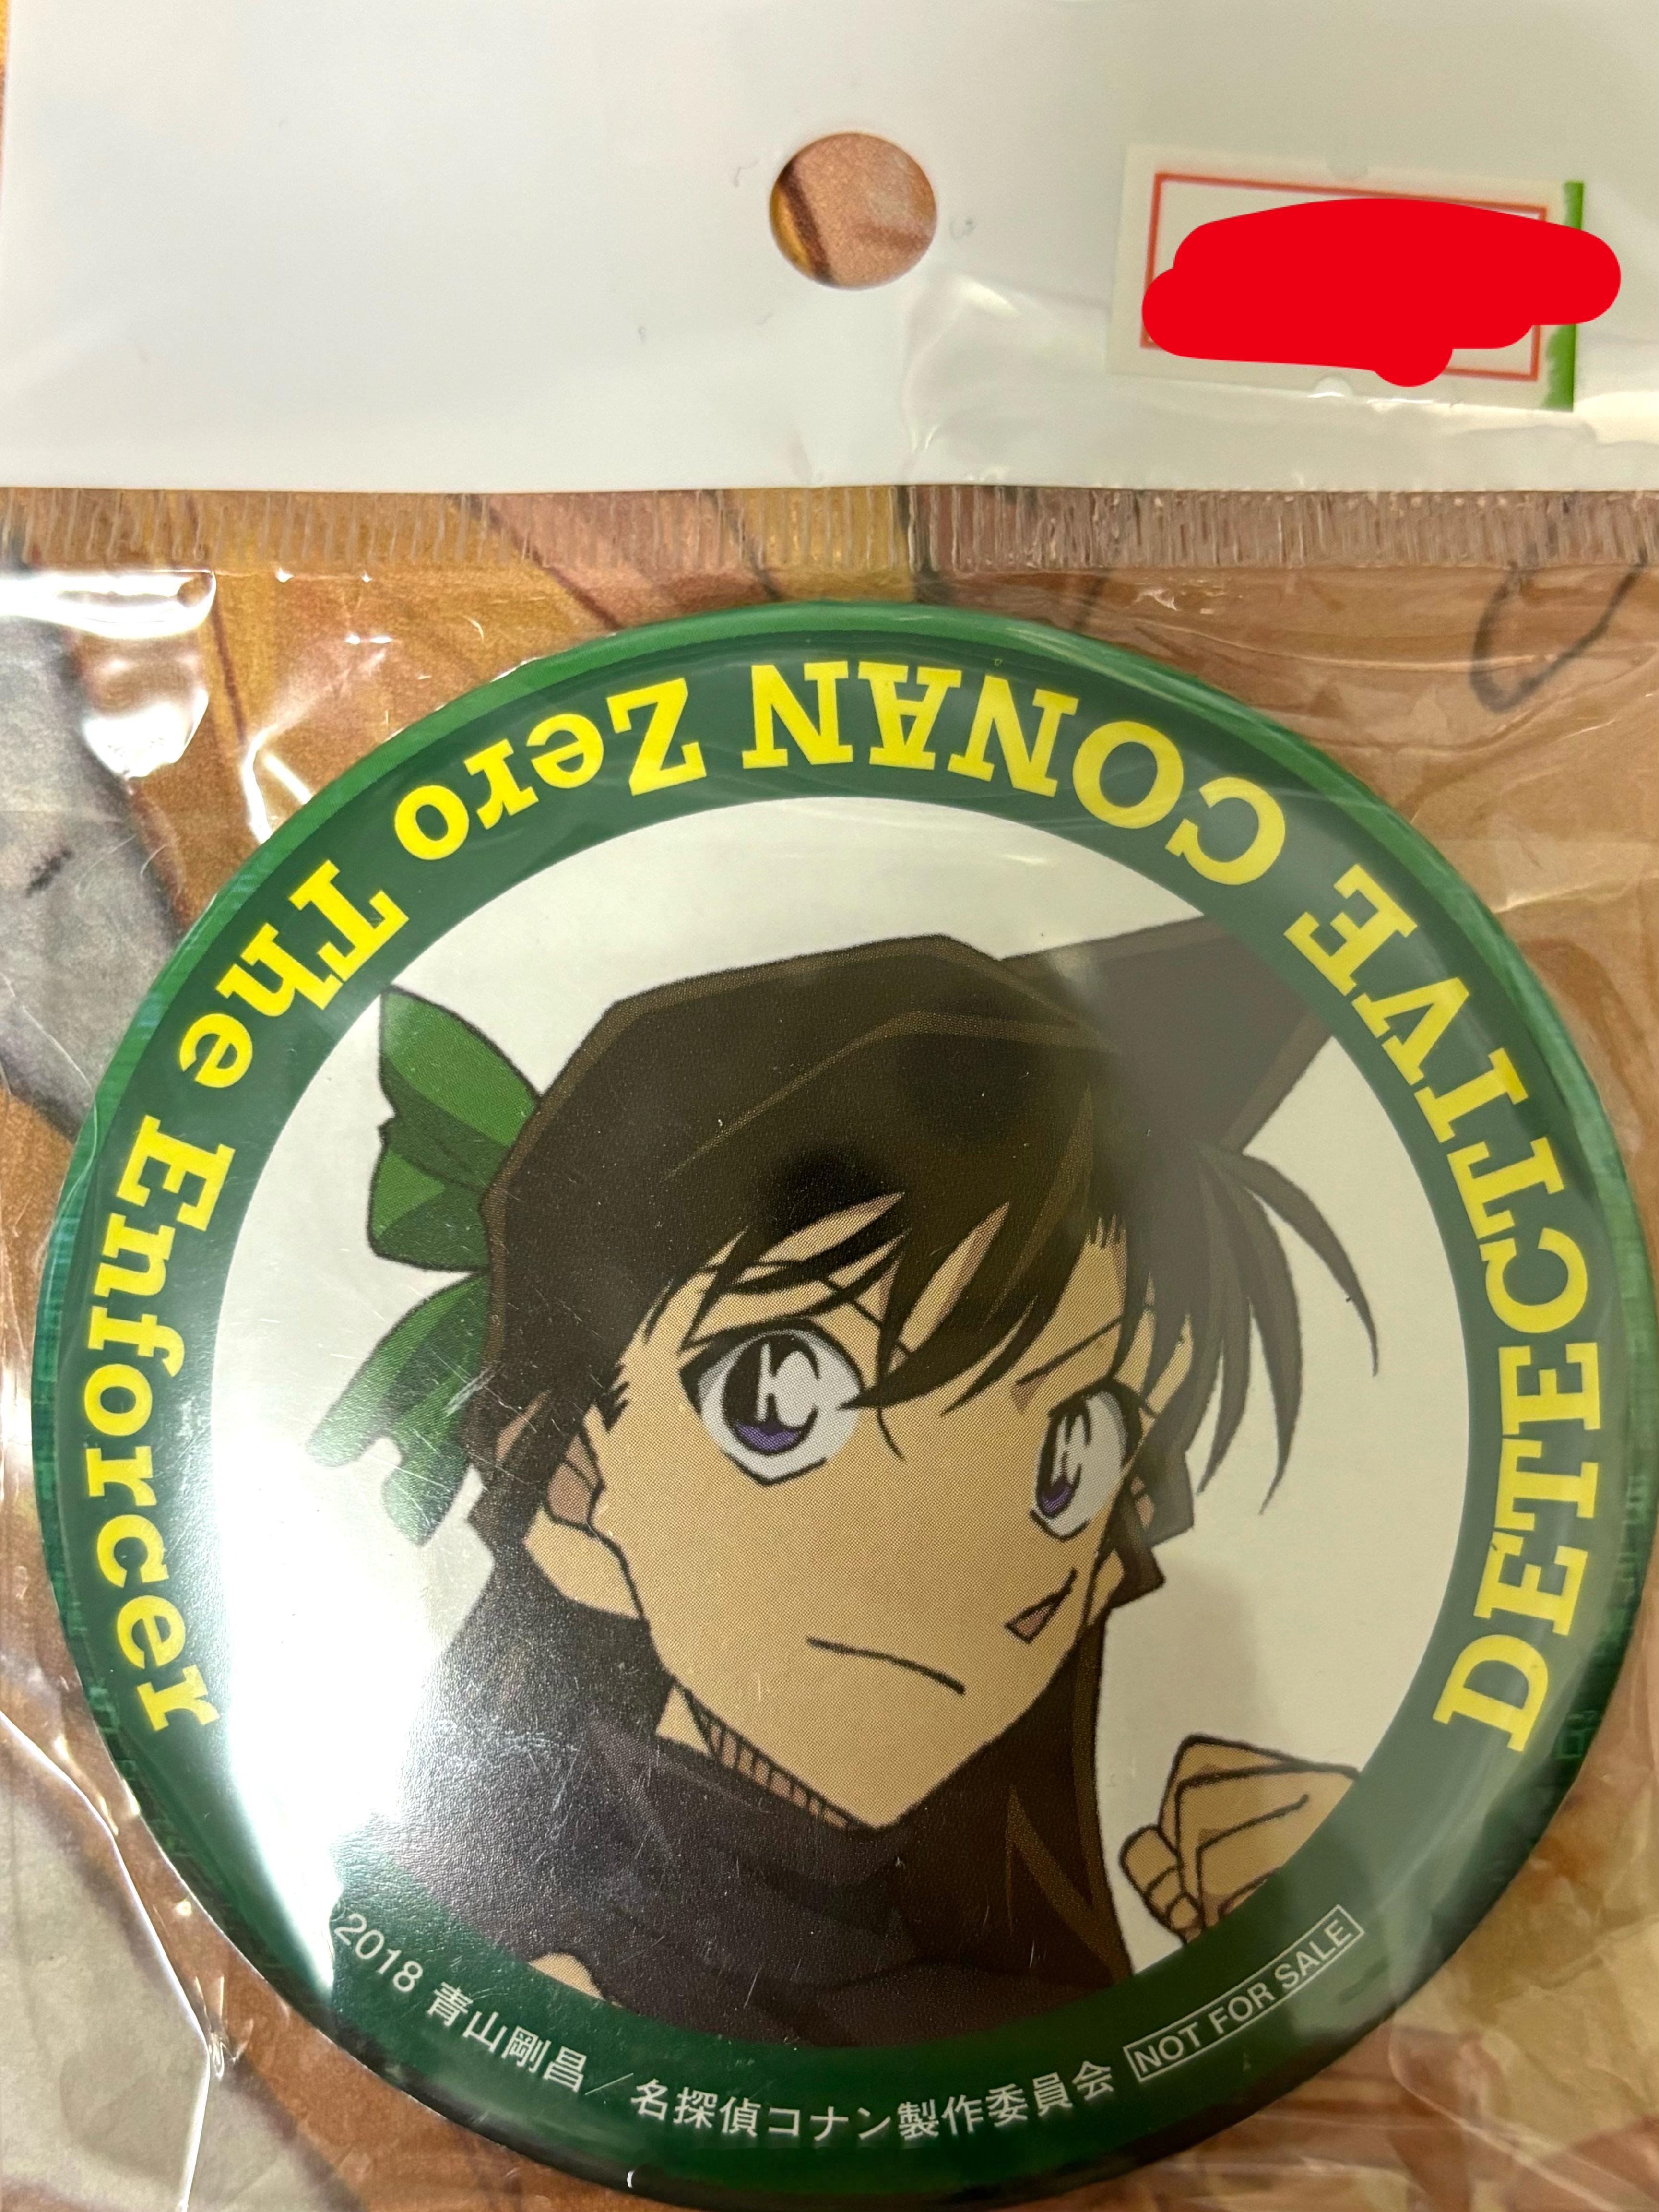 DETECTIVE CONAN Zero The Enforcer
2018 青山剛昌／名探偵コナン製作委員会 NOT FOR SALE